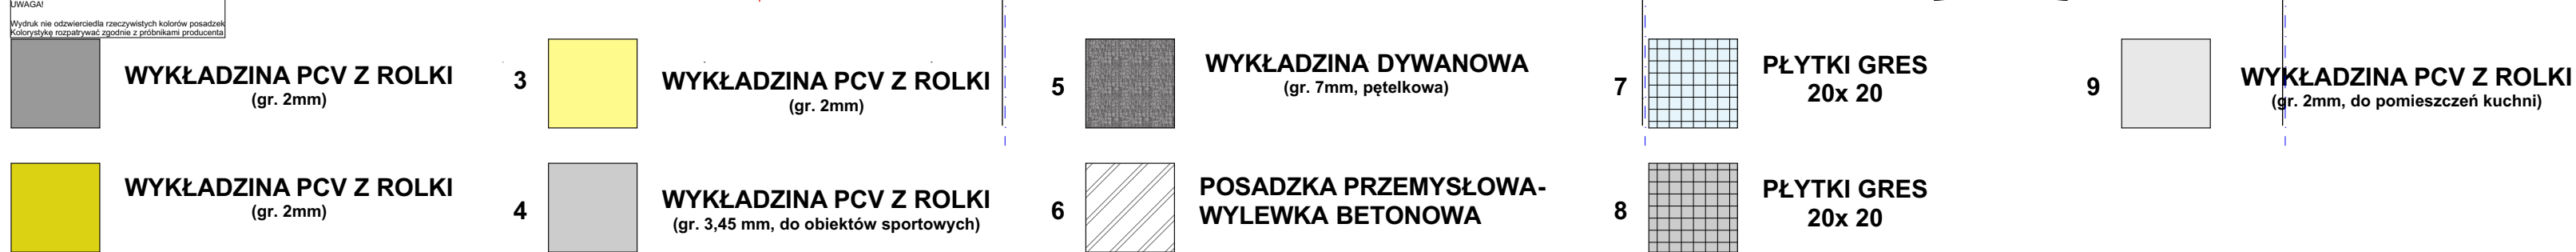 UWAGA!
Wydruk nie odzwierciedla rzeczywistych kolorów posadzek
Kolorystykę rozpatrywać zgodnie z próbnikami producenta
WYKŁADZINA PCV Z ROLKI
(gr. 2mm)
3
WYKŁADZINA PCV Z ROLKI
(gr. 2mm)
5
WYKŁADZINA DYWANOWA
(gr. 7mm, pętelkowa)
7
PŁYTKI GRES
20x 20
9
WYKŁADZINA PCV Z ROLKI
(gr. 2mm, do pomieszczeń kuchni)
WYKŁADZINA PCV Z ROLKI
(gr. 2mm)
4
WYKŁADZINA PCV Z ROLKI
(gr. 3,45 mm, do obiektów sportowych)
6
POSADZKA PRZEMYSŁOWA-
WYLEWKA BETONOWA
8
PŁYTKI GRES
20x 20